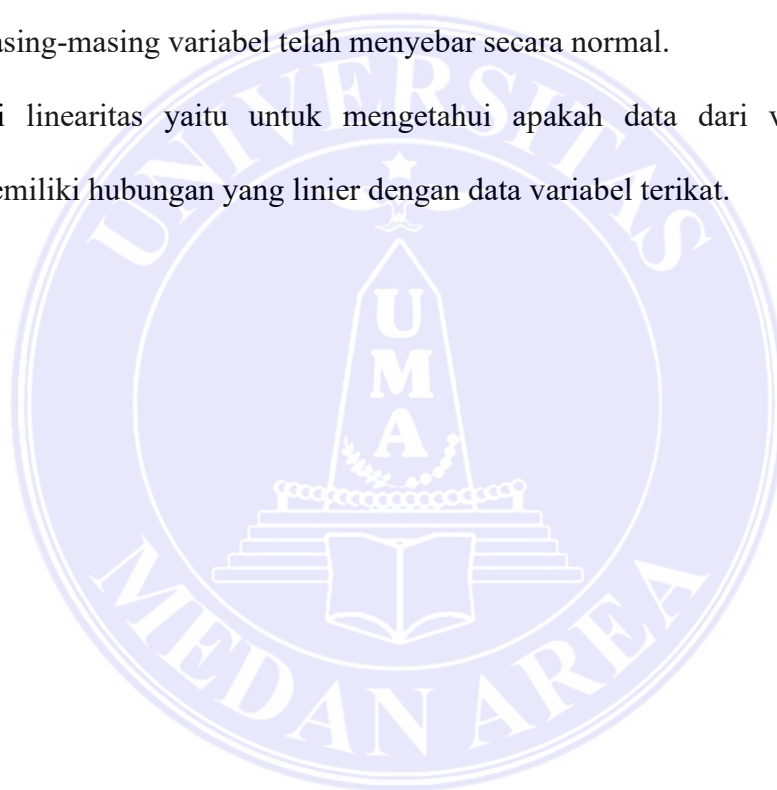 asing-masing variabel telah menyebar secara normal.
i linearitas yaitu untuk mengetahui apakah data dari v
emiliki hubungan yang linier dengan data variabel terikat.
UNIVERSITAS
UMA
MEDAN AREA